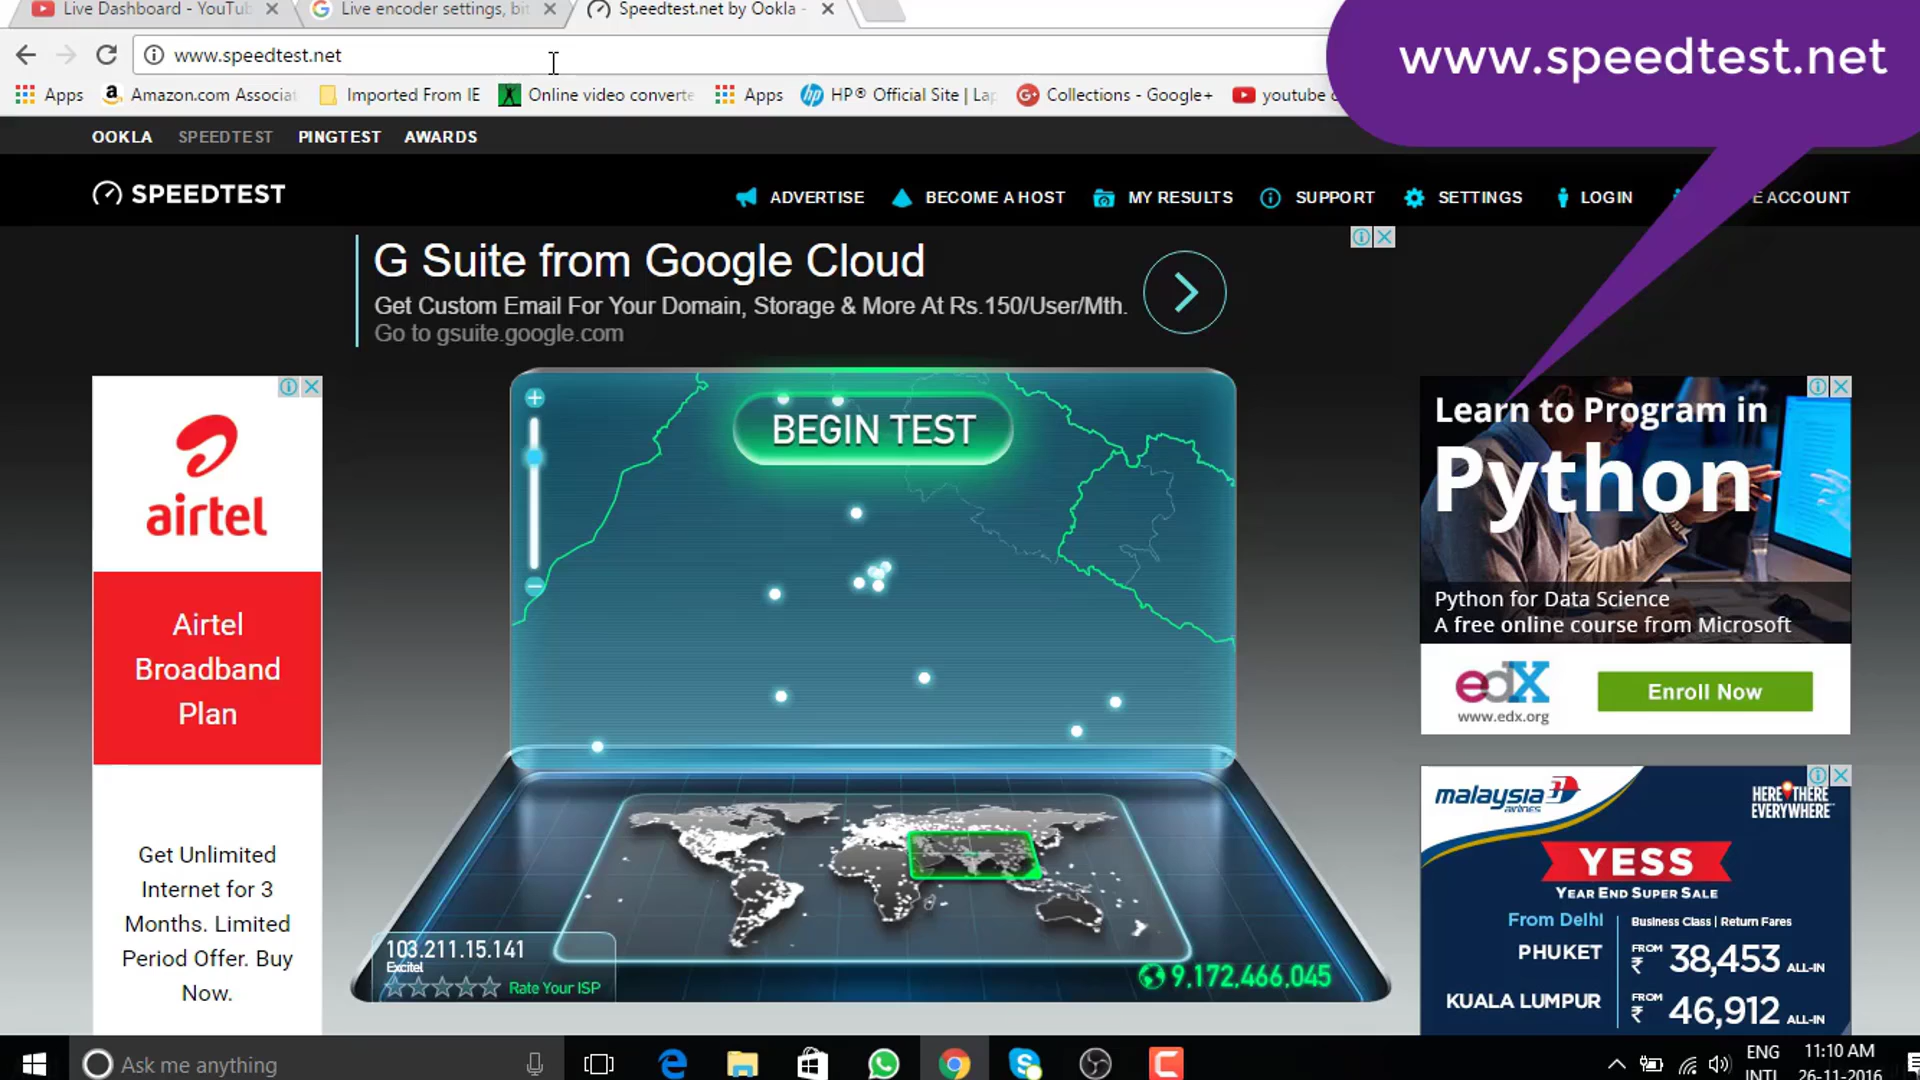 Live Dashboard - YouTub
Live encoder settings, bit
Speedtest.net by Ookla -
www.speedtest.net
www.speedtest.net
Apps
Amazon.com Associa
Imported From IE
Online video converte
Apps
HP® Official Site | Lap
Collections - Google+
youtube c
OOKLA SPEEDTEST PINGTEST AWARDS
SPEEDTEST
ADVERTISE BECOME A HOST MY RESULTS SUPPORT SETTINGS LOGIN E ACCOUNT
G Suite from Google Cloud
Get Custom Email For Your Domain, Storage & More At Rs.150/User/Mth.
Go to gsuite.google.com
airtel
Airtel
Broadband
Plan
Get Unlimited
Internet for 3
Months. Limited
Period Offer. Buy
Now.
BEGIN TEST
103.211.15.141
Excitel
Rate Your ISP
9,172,466,045
Learn to Program in
Python
Python for Data Science
A free online course from Microsoft
edX
www.edx.org
Enroll Now
malaysia
airlines
HERE THERE
EVERYWHERE
YESS
YEAR END SUPER SALE
From Delhi
Business Class | Return Fares
PHUKET FROM ₹ 38,453 ALL-IN
KUALA LUMPUR FROM ₹ 46,912 ALL-IN
Ask me anything
ENG
INTL
11:10 AM
26-11-2016